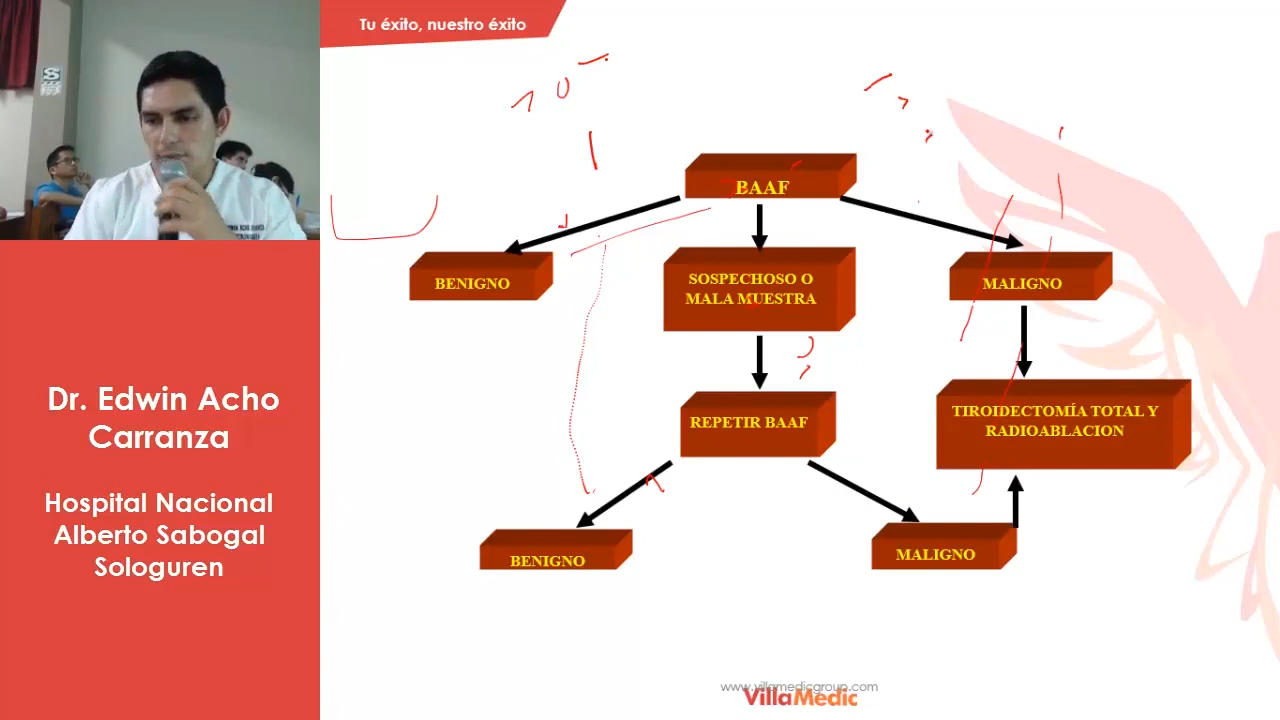 Tu éxito, nuestro éxito
S
BAAF
BENIGNO
SOSPECHOSO O
MALA MUESTRA
MALIGNO
REPETIR BAAF
TIROIDECTOMÍA TOTAL Y
RADIOABLACION
BENIGNO
MALIGNO
Dr. Edwin Acho
Carranza
Hospital Nacional
Alberto Sabogal
Sologuren
www.villamedicgroup.com
VillaMedic